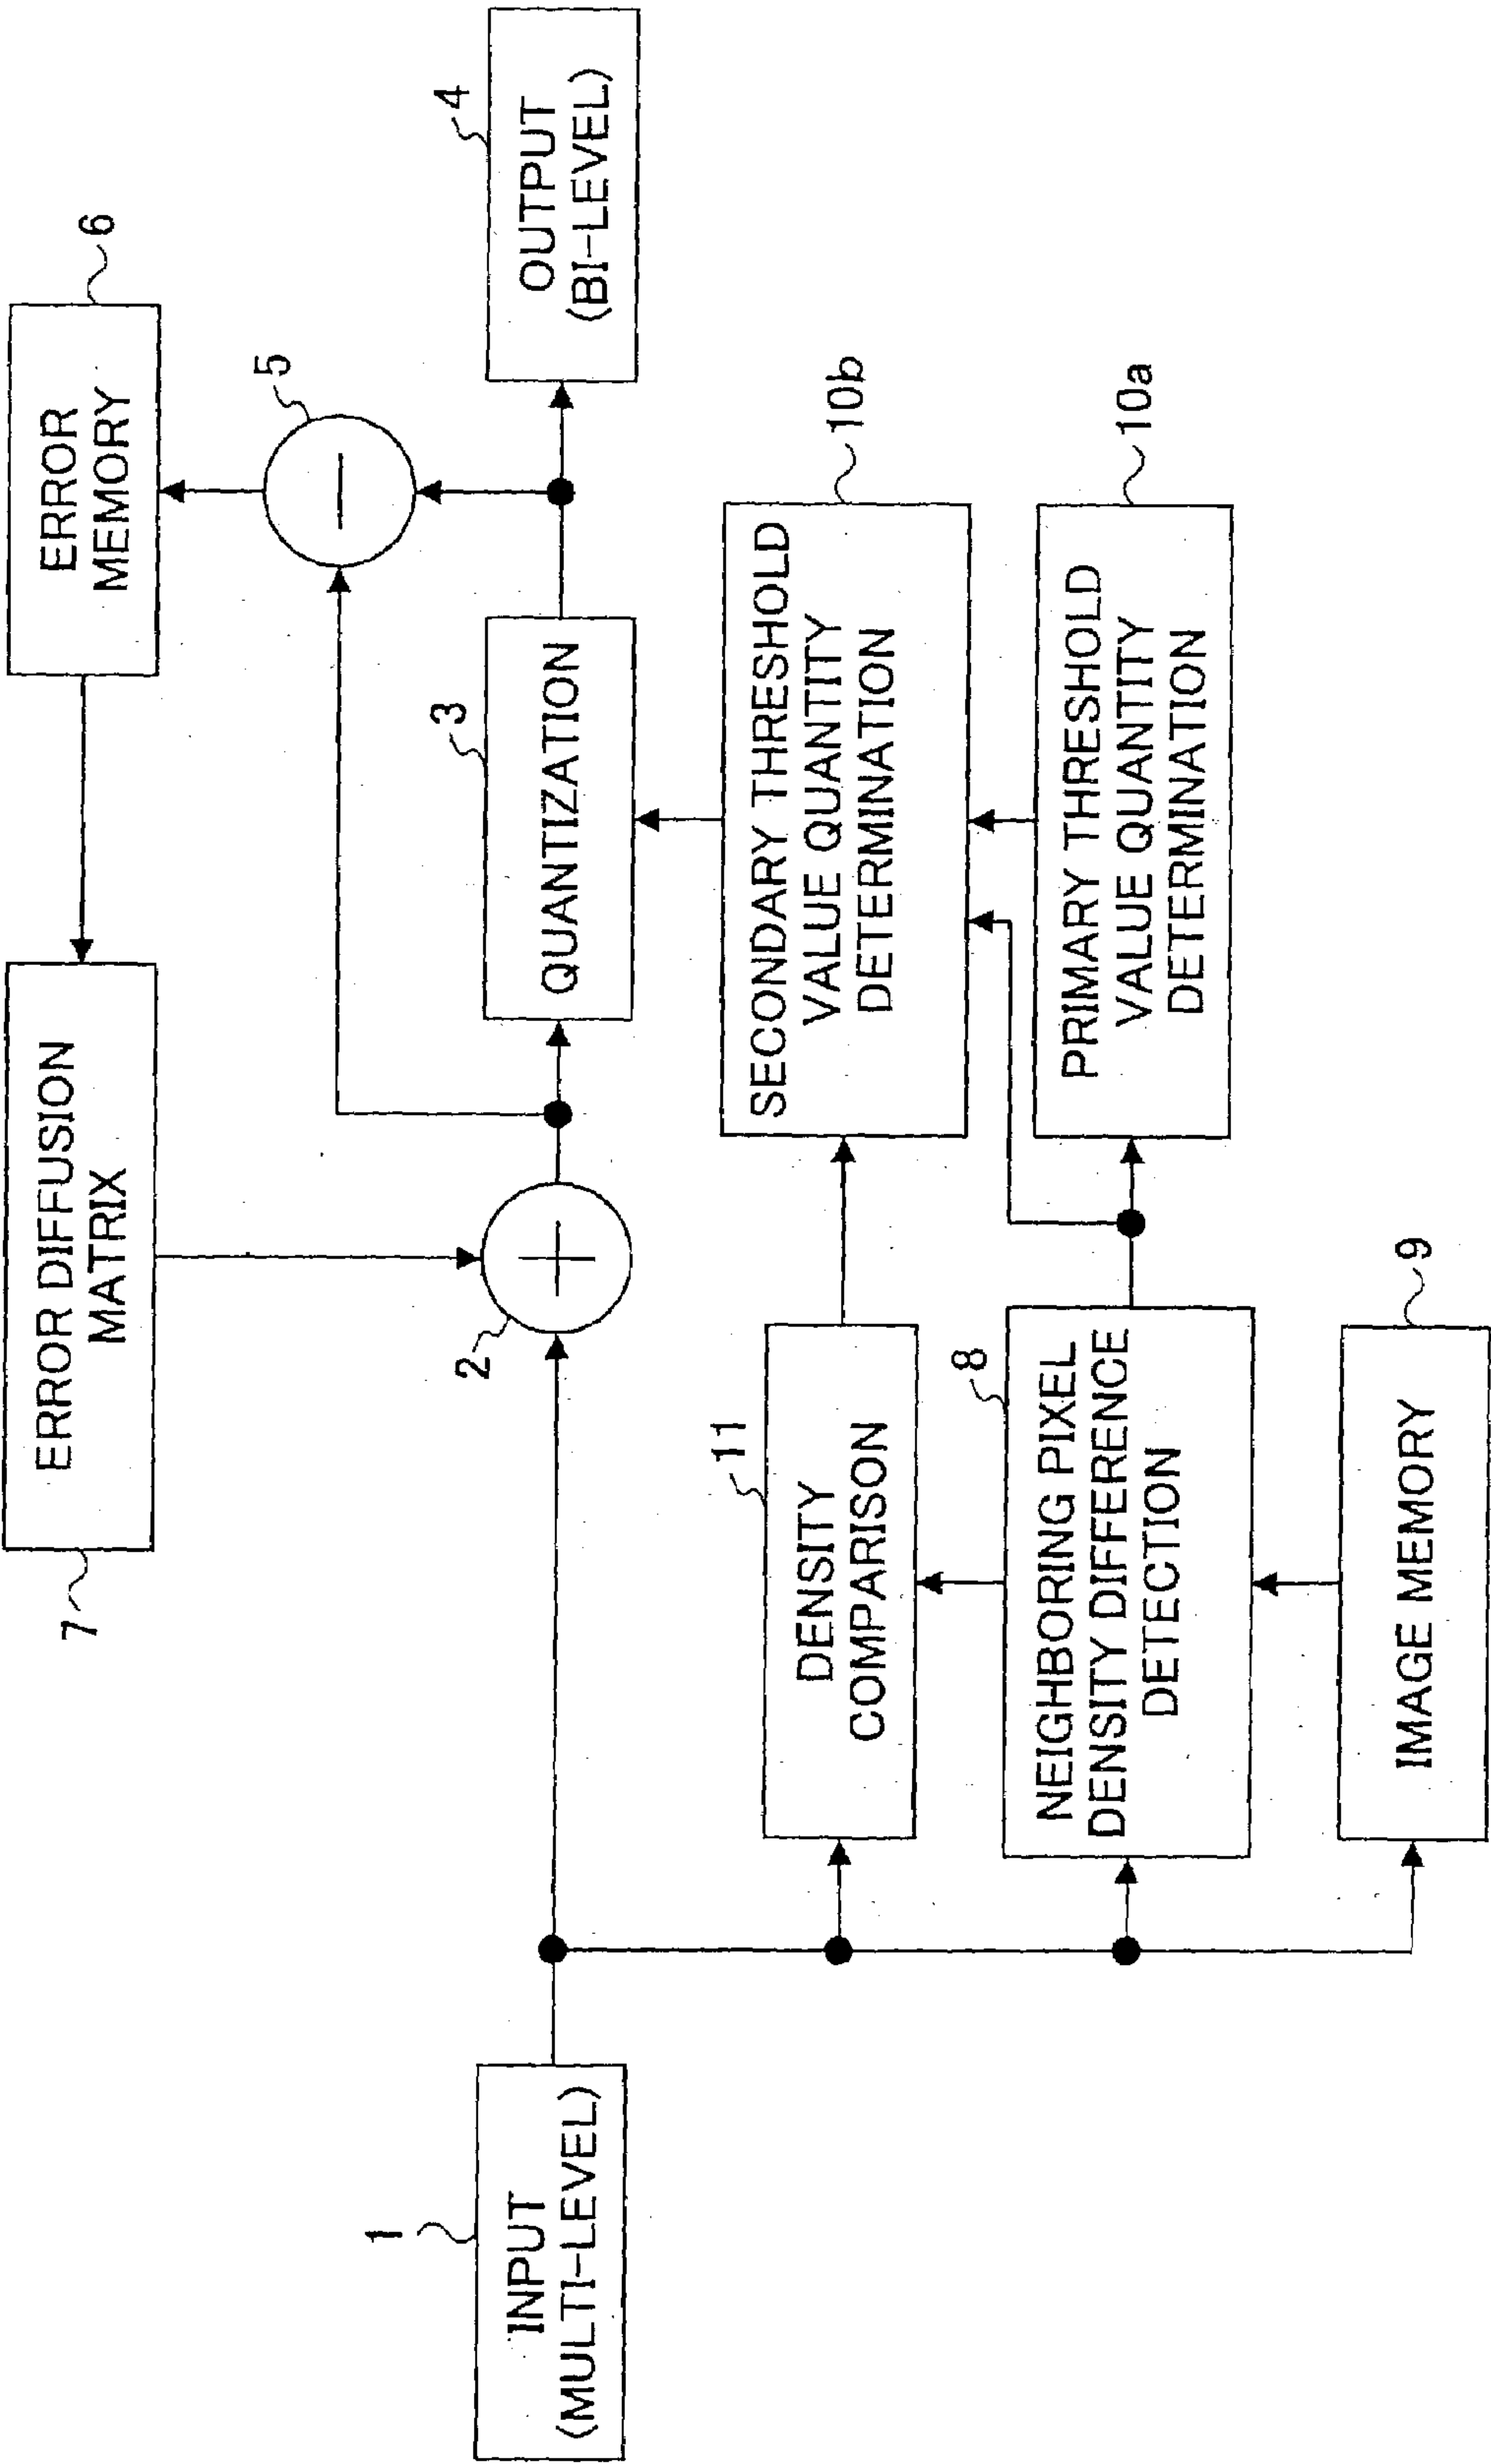 7
ERROR DIFFUSION
MATRIX
6
ERROR
MEMORY
5
1
INPUT
(MULTI-LEVEL)
2
3
QUANTIZATION
4
OUTPUT
(BI-LEVEL)
11
DENSITY
COMPARISON
10b
SECONDARY THRESHOLD
VALUE QUANTITY
DETERMINATION
8
NEIGHBORING PIXEL
DENSITY DIFFERENCE
DETECTION
10a
PRIMARY THRESHOLD
VALUE QUANTITY
DETERMINATION
9
IMAGE MEMORY